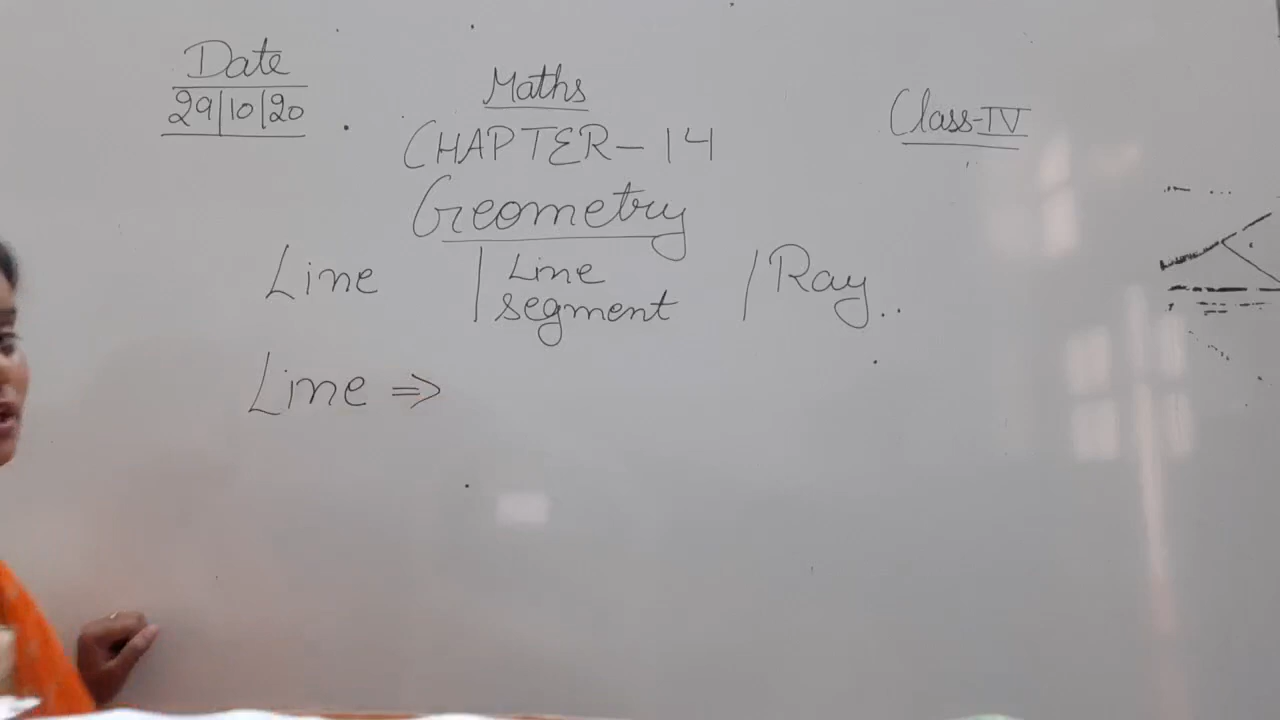 Date
29/10/20
Maths
Class-IV
CHAPTER-14
Geometry
Line | Line segment | Ray..
Line ⇒